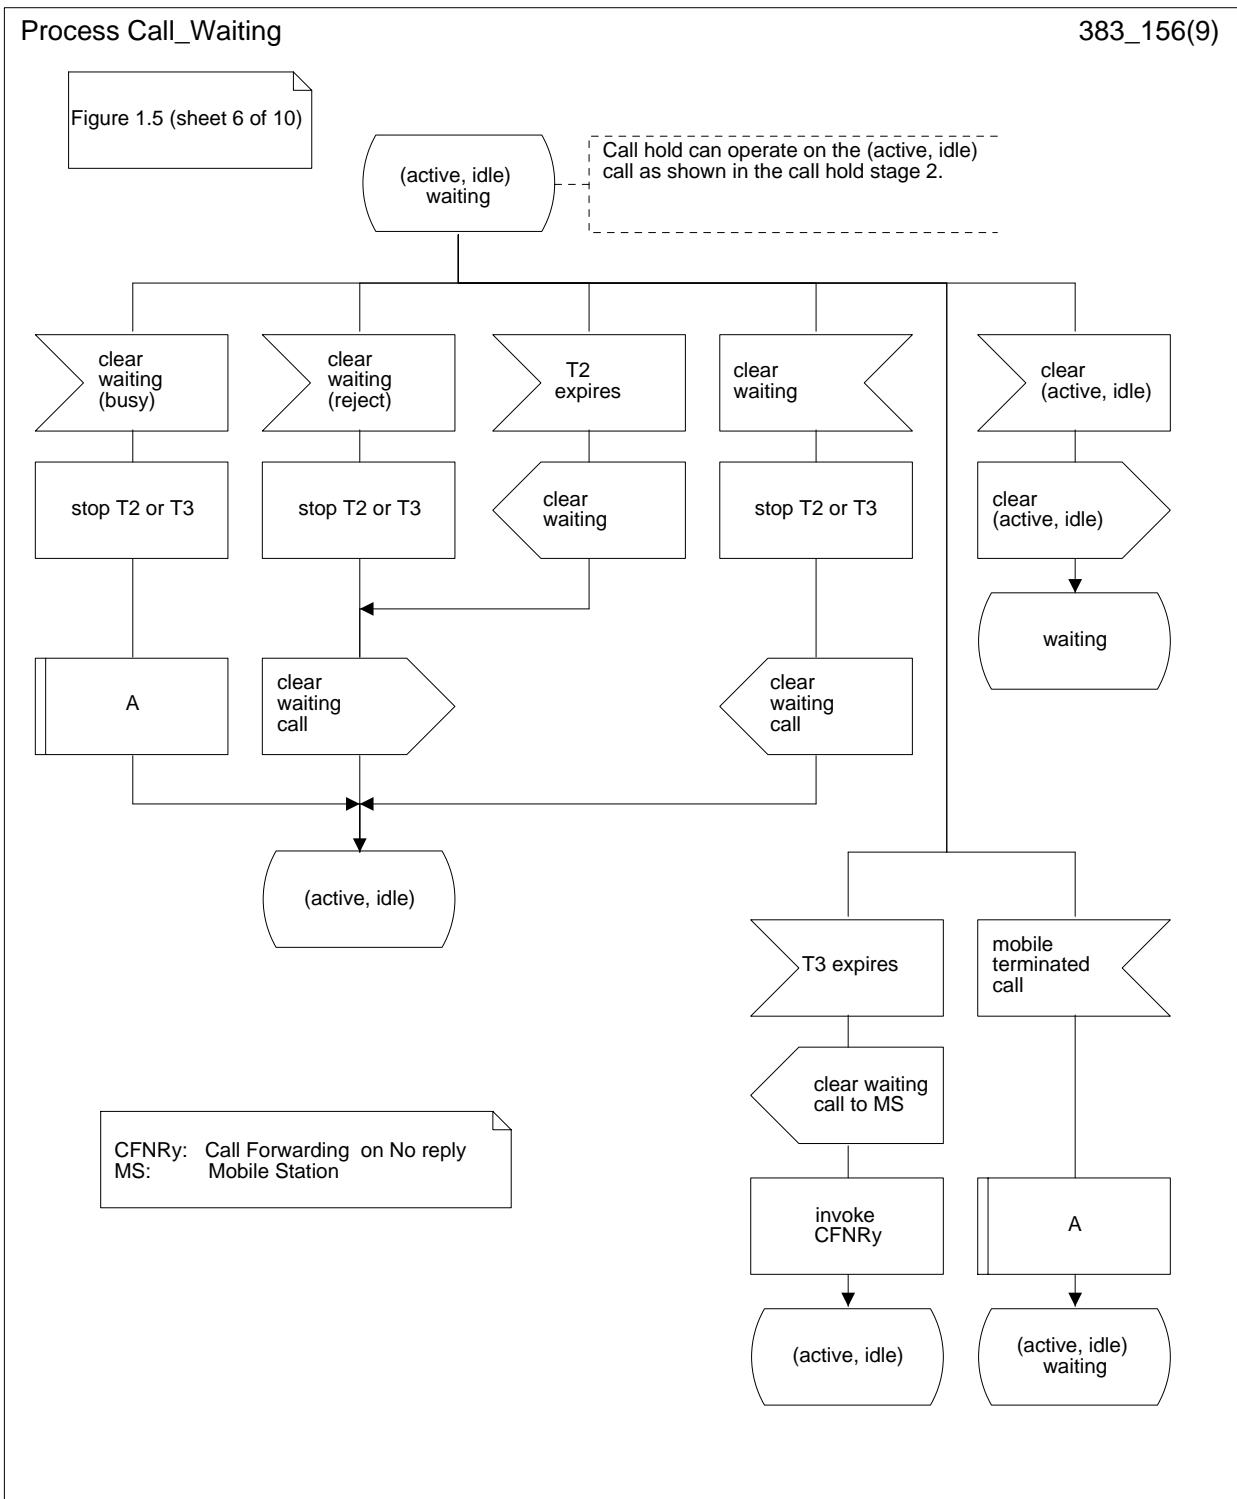 Process Call_Waiting
383_156(9)
Figure 1.5 (sheet 6 of 10)
(active, idle)
waiting
Call hold can operate on the (active, idle)
call as shown in the call hold stage 2.
clear
waiting
(busy)
clear
waiting
(reject)
T2
expires
clear
waiting
clear
(active, idle)
stop T2 or T3
stop T2 or T3
clear
waiting
stop T2 or T3
clear
(active, idle)
waiting
A
clear
waiting
call
clear
waiting
call
(active, idle)
T3 expires
mobile
terminated
call
clear waiting
call to MS
CFNRy: Call Forwarding on No reply
MS: Mobile Station
invoke
CFNRy
A
(active, idle)
(active, idle)
waiting